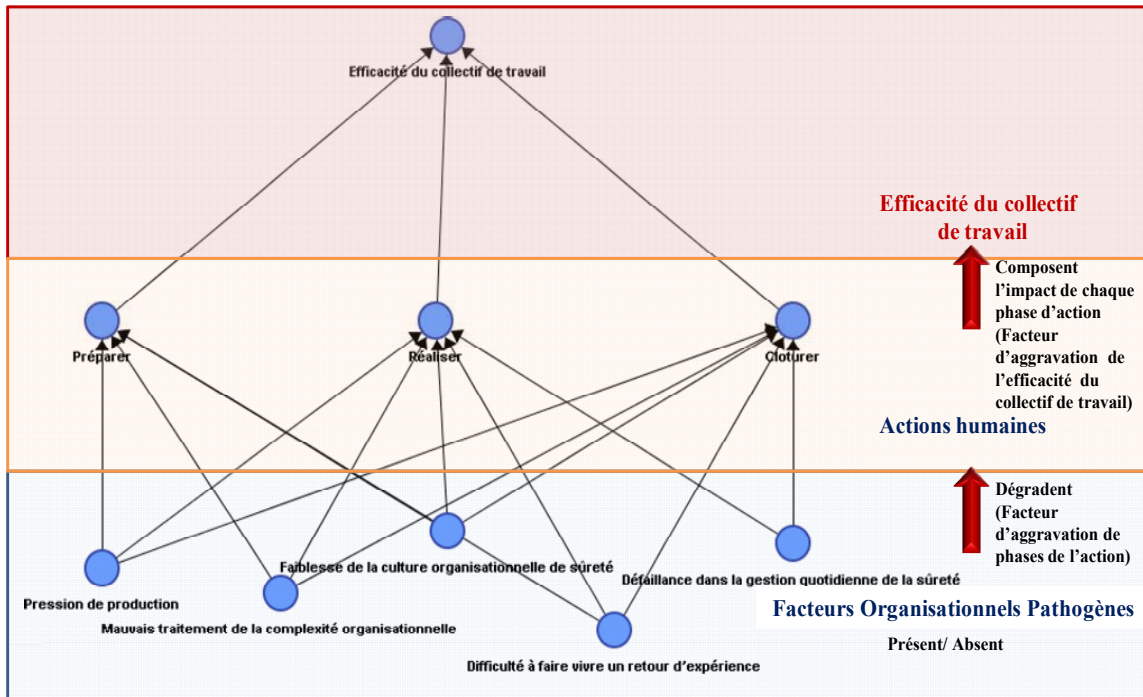 Efficacité du collectif de travail
Efficacité du collectif
de travail
Composent
l'impact de chaque
phase d'action
(Facteur
d'aggravation de
l'efficacité du
collectif de travail)
Préparer
Réaliser
Cloturer
Actions humaines
Dégradent
(Facteur
d'aggravation de
phases de l'action)
Faiblesse de la culture organisationnelle de sûreté
Défaillance dans la gestion quotidienne de la sûreté
Pression de production
Mauvais traitement de la complexité organisationnelle
Facteurs Organisationnels Pathogènes
Présent/ Absent
Difficulté à faire vivre un retour d'expérience